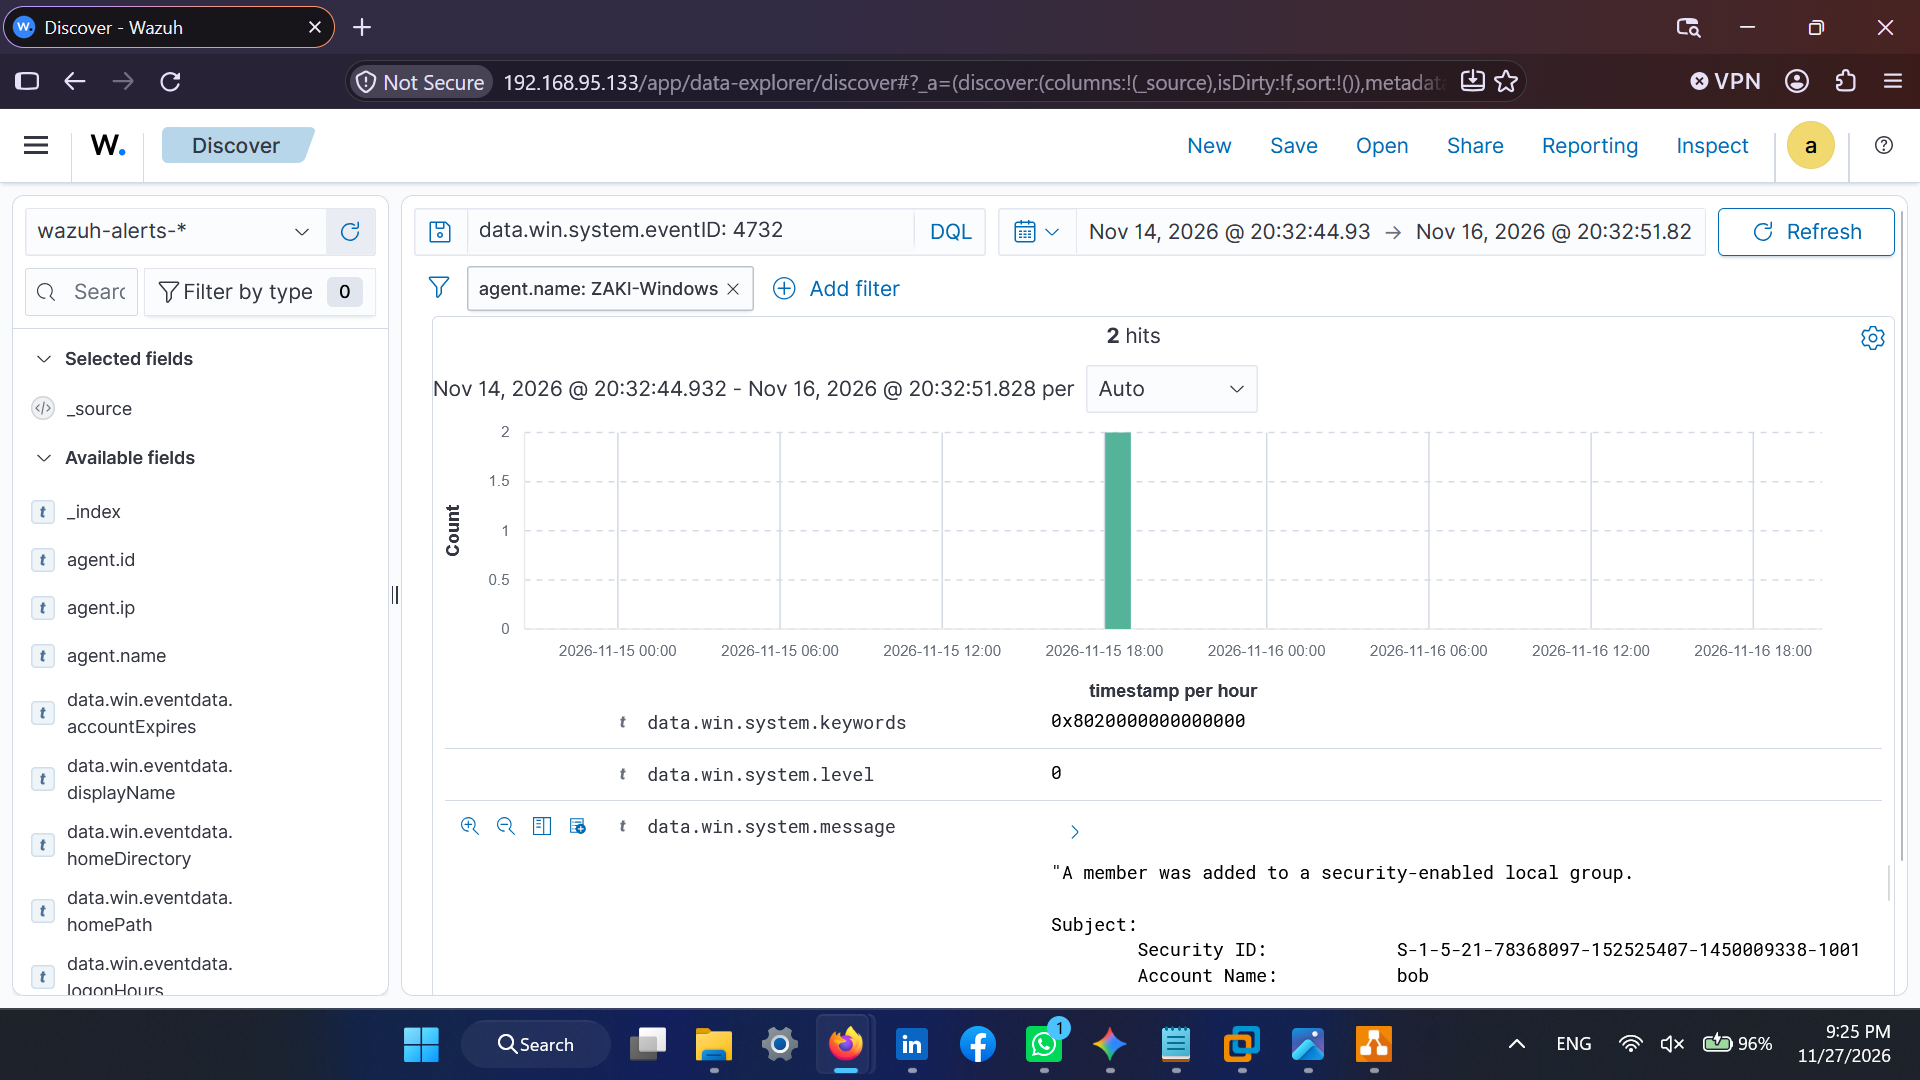 Discover - Wazuh
Not Secure 192.168.95.133/app/data-explorer/discover#?_a=(discover:(columns:!(_source),isDirty:!f,sort:!()),metadata
VPN
W. Discover New Save Open Share Reporting Inspect a
wazuh-alerts-*
data.win.system.eventID: 4732 DQL Nov 14, 2026 @ 20:32:44.93 → Nov 16, 2026 @ 20:32:51.82 Refresh
Searc Filter by type 0
agent.name: ZAKI-Windows Add filter
Selected fields
_source
Available fields
_index
agent.id
agent.ip
agent.name
data.win.eventdata.
accountExpires
data.win.eventdata.
displayName
data.win.eventdata.
homeDirectory
data.win.eventdata.
homePath
data.win.eventdata.
logonHours
2 hits
Nov 14, 2026 @ 20:32:44.932 - Nov 16, 2026 @ 20:32:51.828 per Auto
Count
2
1.5
1
0.5
0
2026-11-15 00:00 2026-11-15 06:00 2026-11-15 12:00 2026-11-15 18:00 2026-11-16 00:00 2026-11-16 06:00 2026-11-16 12:00 2026-11-16 18:00
timestamp per hour
t data.win.system.keywords 0x8020000000000000
t data.win.system.level 0
t data.win.system.message
"A member was added to a security-enabled local group.
Subject:
Security ID: S-1-5-21-78368097-152525407-1450009338-1001
Account Name: bob
Search
1
ENG 96% 9:25 PM
11/27/2026